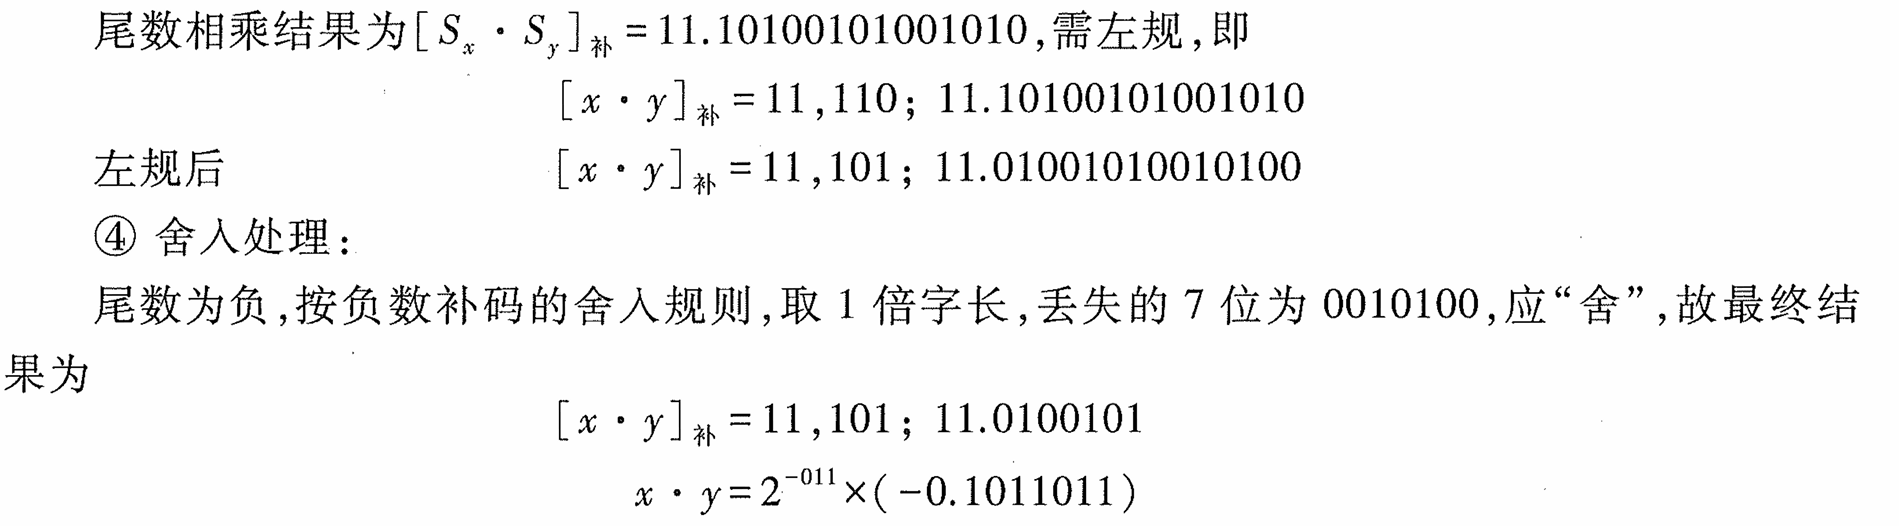 尾数相乘结果为[Sx · Sy]补 = 11.10100101001010,需左规,即
[x · y]补 = 11,110; 11.10100101001010
左规后 [x · y]补 = 11,101; 11.01001010010100
④ 舍入处理:
尾数为负,按负数补码的舍入规则,取 1 倍字长,丢失的 7 位为 0010100,应“舍”,故最终结
果为
[x · y]补 = 11,101; 11.0100101
x · y = 2^-011 × (-0.1011011)